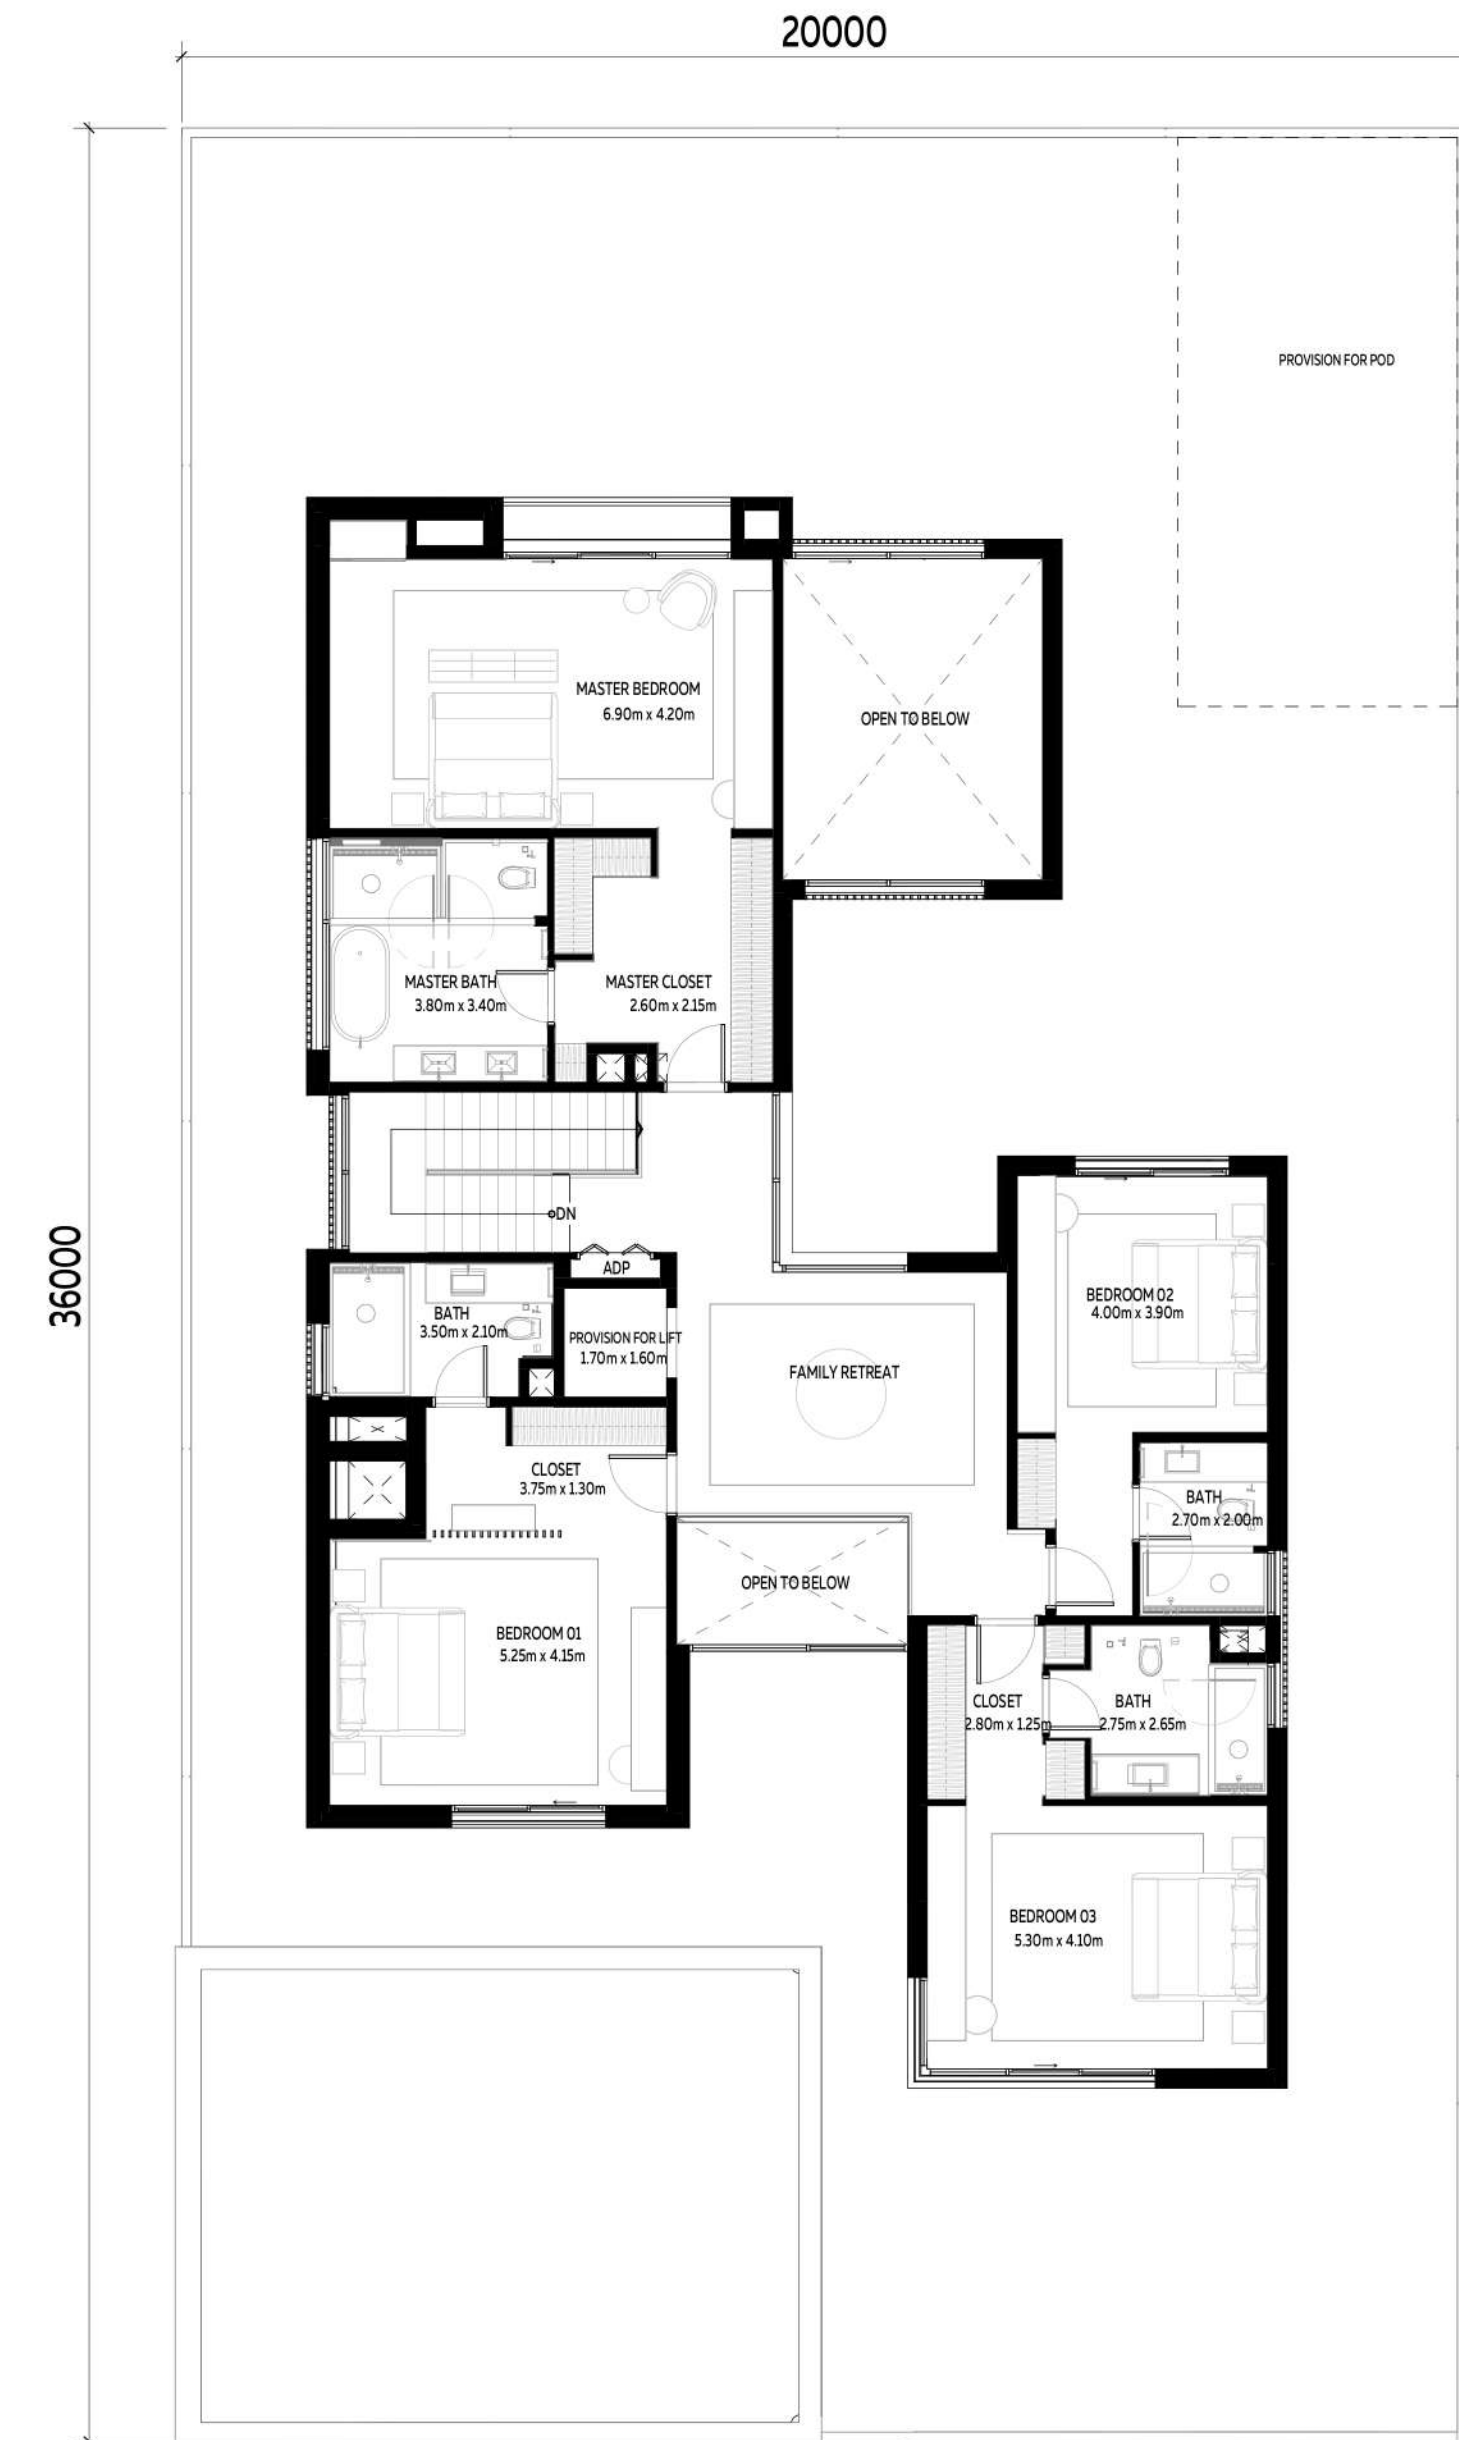 20000
36000
PROVISION FOR POD
MASTER BEDROOM
6.90m x 4.20m
OPEN TO BELOW
MASTER BATH
3.80m x 3.40m
MASTER CLOSET
2.60m x 2.15m
DN
ADP
BATH
3.50m x 2.10m
PROVISION FOR LIFT
1.70m x 1.60m
BEDROOM 02
4.00m x 3.90m
FAMILY RETREAT
CLOSET
3.75m x 1.30m
BATH
2.70m x 2.00m
OPEN TO BELOW
BEDROOM 01
5.25m x 4.15m
CLOSET
2.80m x 1.25m
BATH
2.75m x 2.65m
BEDROOM 03
5.30m x 4.10m